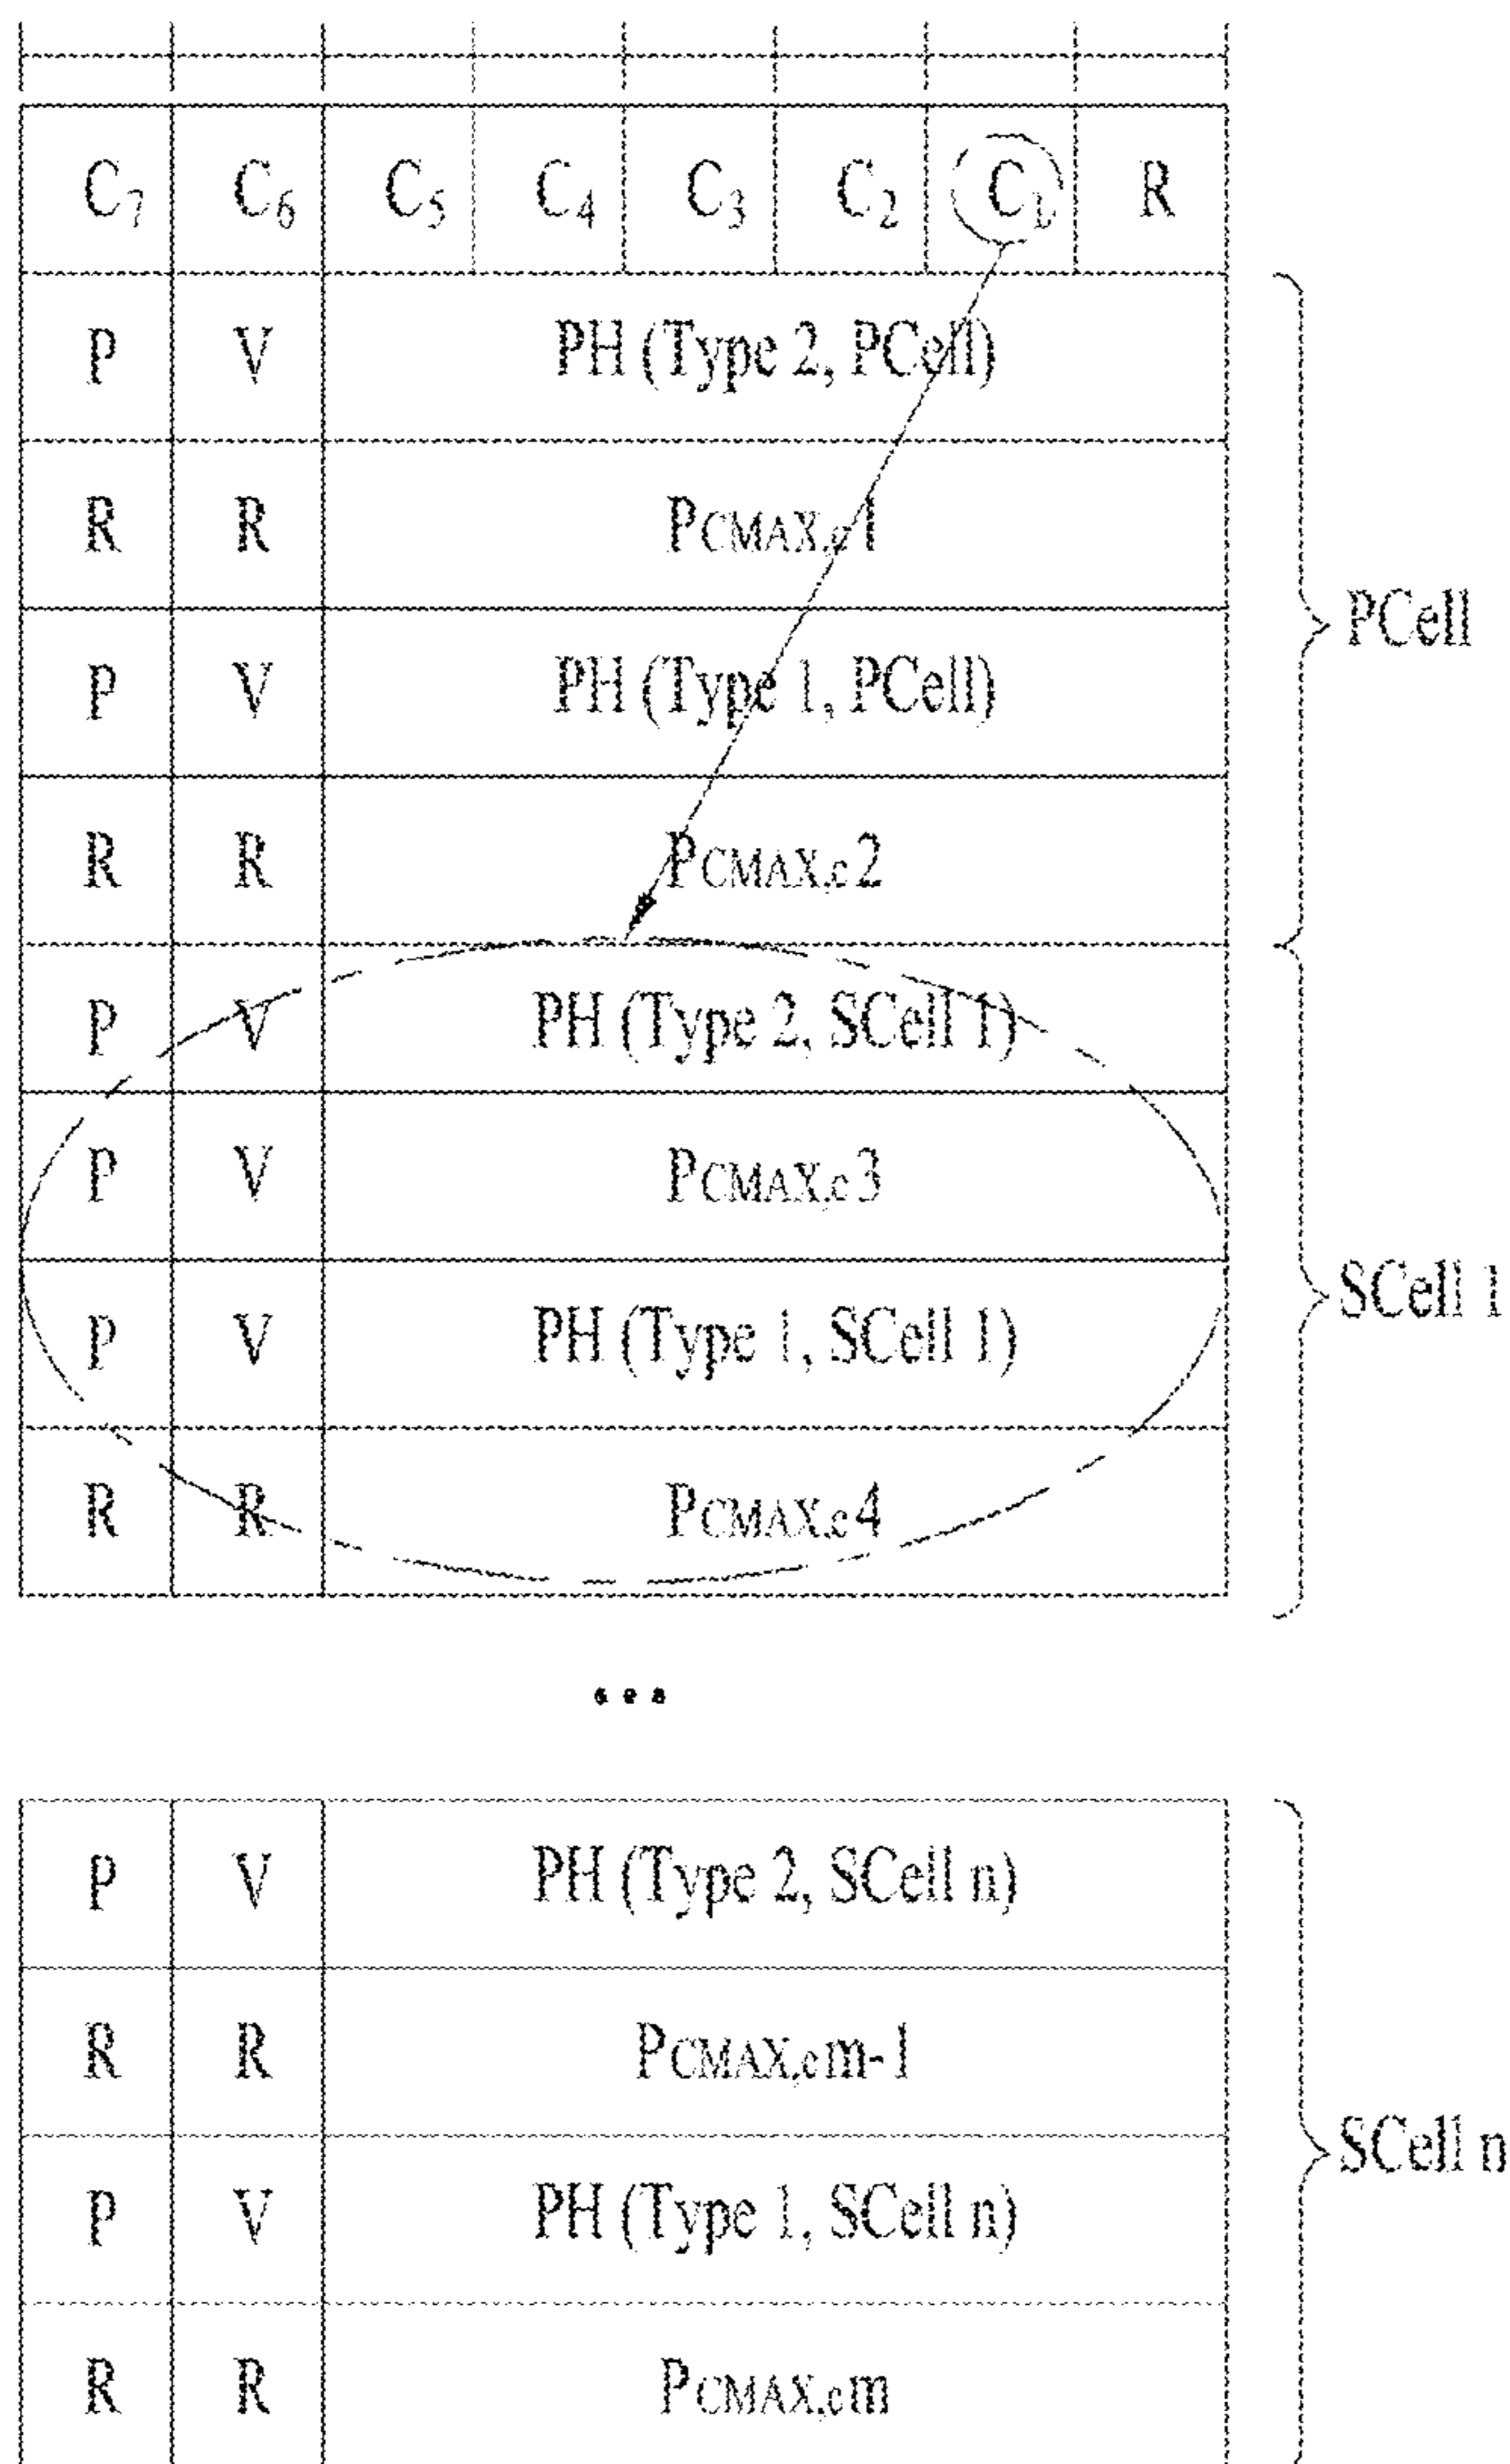 C7 C6 C5 C4 C3 C2 C1 R
P V PH (Type 2, PCell)
R R PCMAX,c1
P V PH (Type 1, PCell)
R R PCMAX,c2
PCell
P V PH (Type 2, SCell 1)
P V PCMAX,c3
P V PH (Type 1, SCell 1)
R R PCMAX,c4
SCell 1
...
P V PH (Type 2, SCell n)
R R PCMAX,cm-1
P V PH (Type 1, SCell n)
R R PCMAX,cm
SCell n